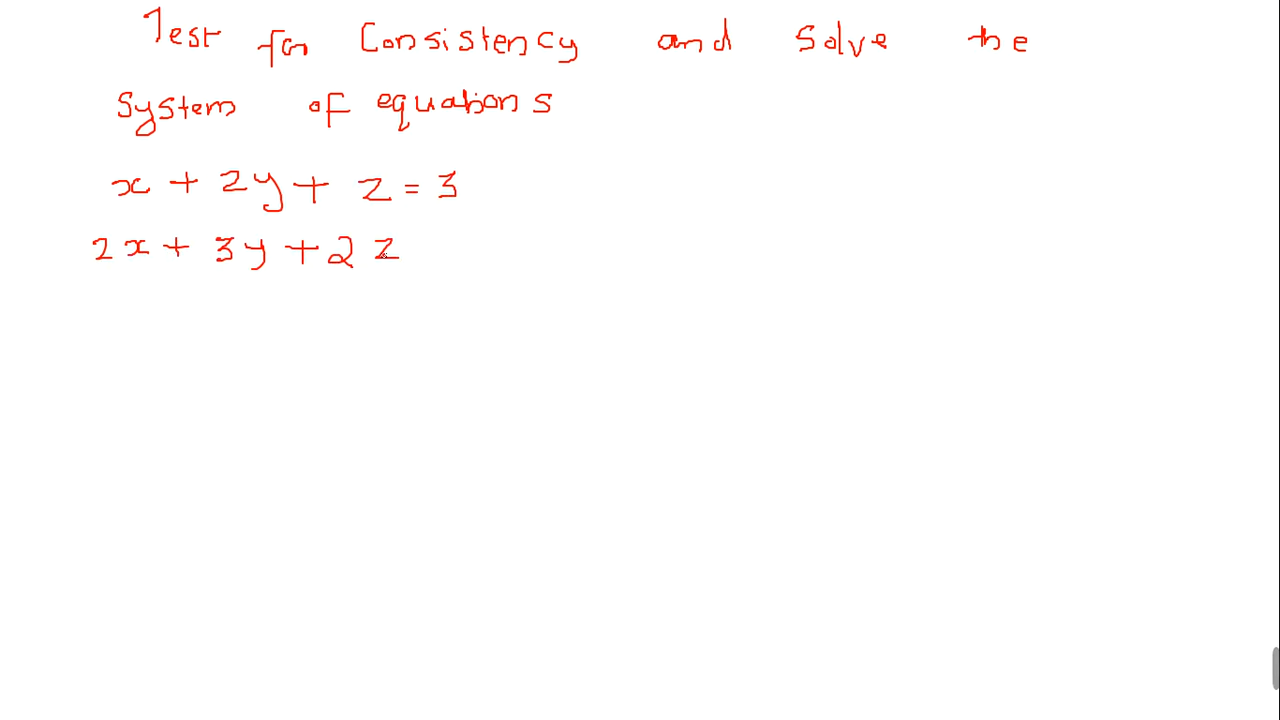 Test for Consistency and Solve the
System of equations
x + 2y + z = 3
2x + 3y + 2z